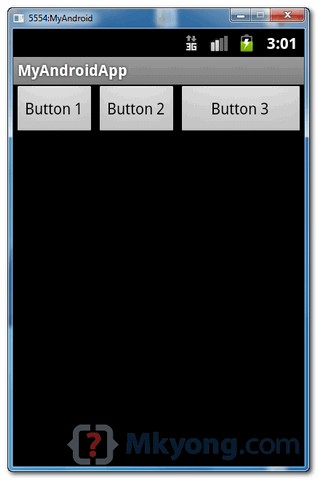 5554:MyAndroid
3G 3:01
MyAndroidApp
Button 1 Button 2 Button 3
{?} Mkyong.com